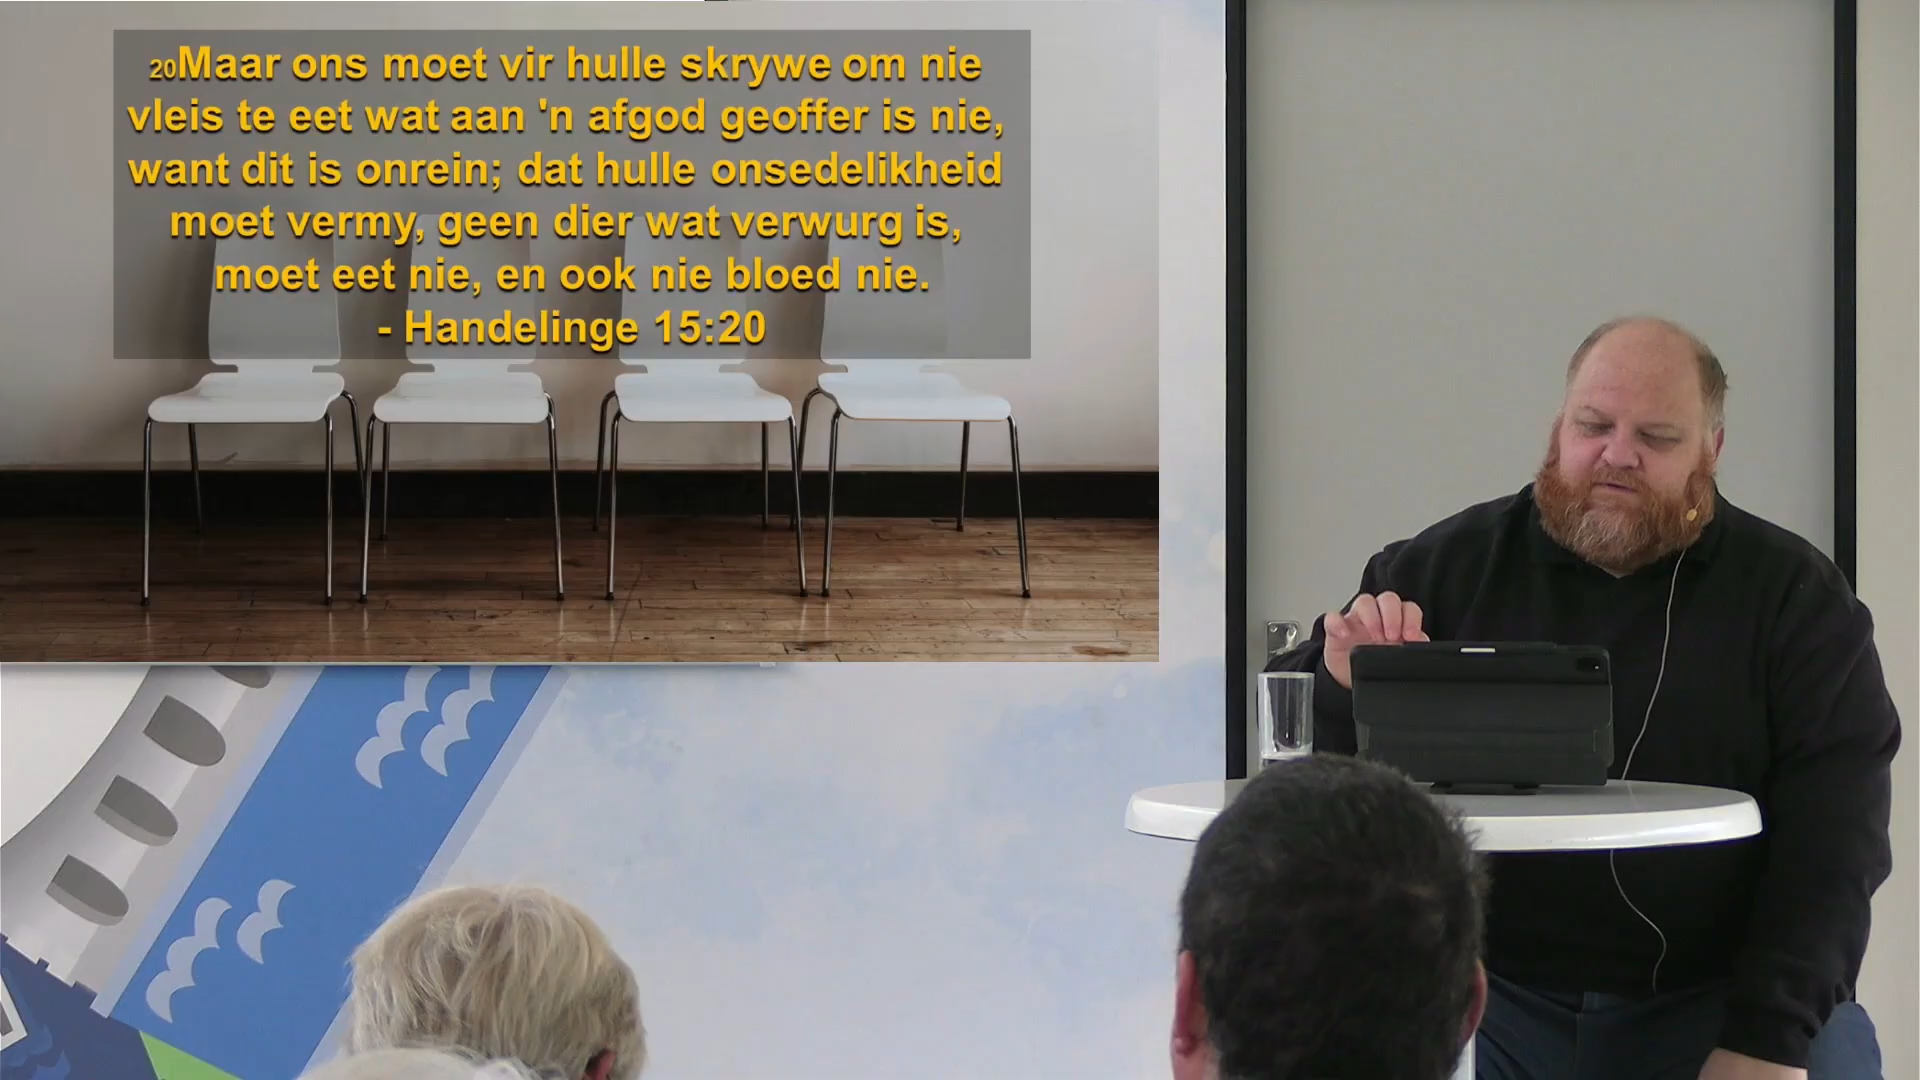 20Maar ons moet vir hulle skrywe om nie
vleis te eet wat aan 'n afgod geoffer is nie,
want dit is onrein; dat hulle onsedelikheid
moet vermy, geen dier wat verwurg is,
moet eet nie, en ook nie bloed nie.
- Handelinge 15:20